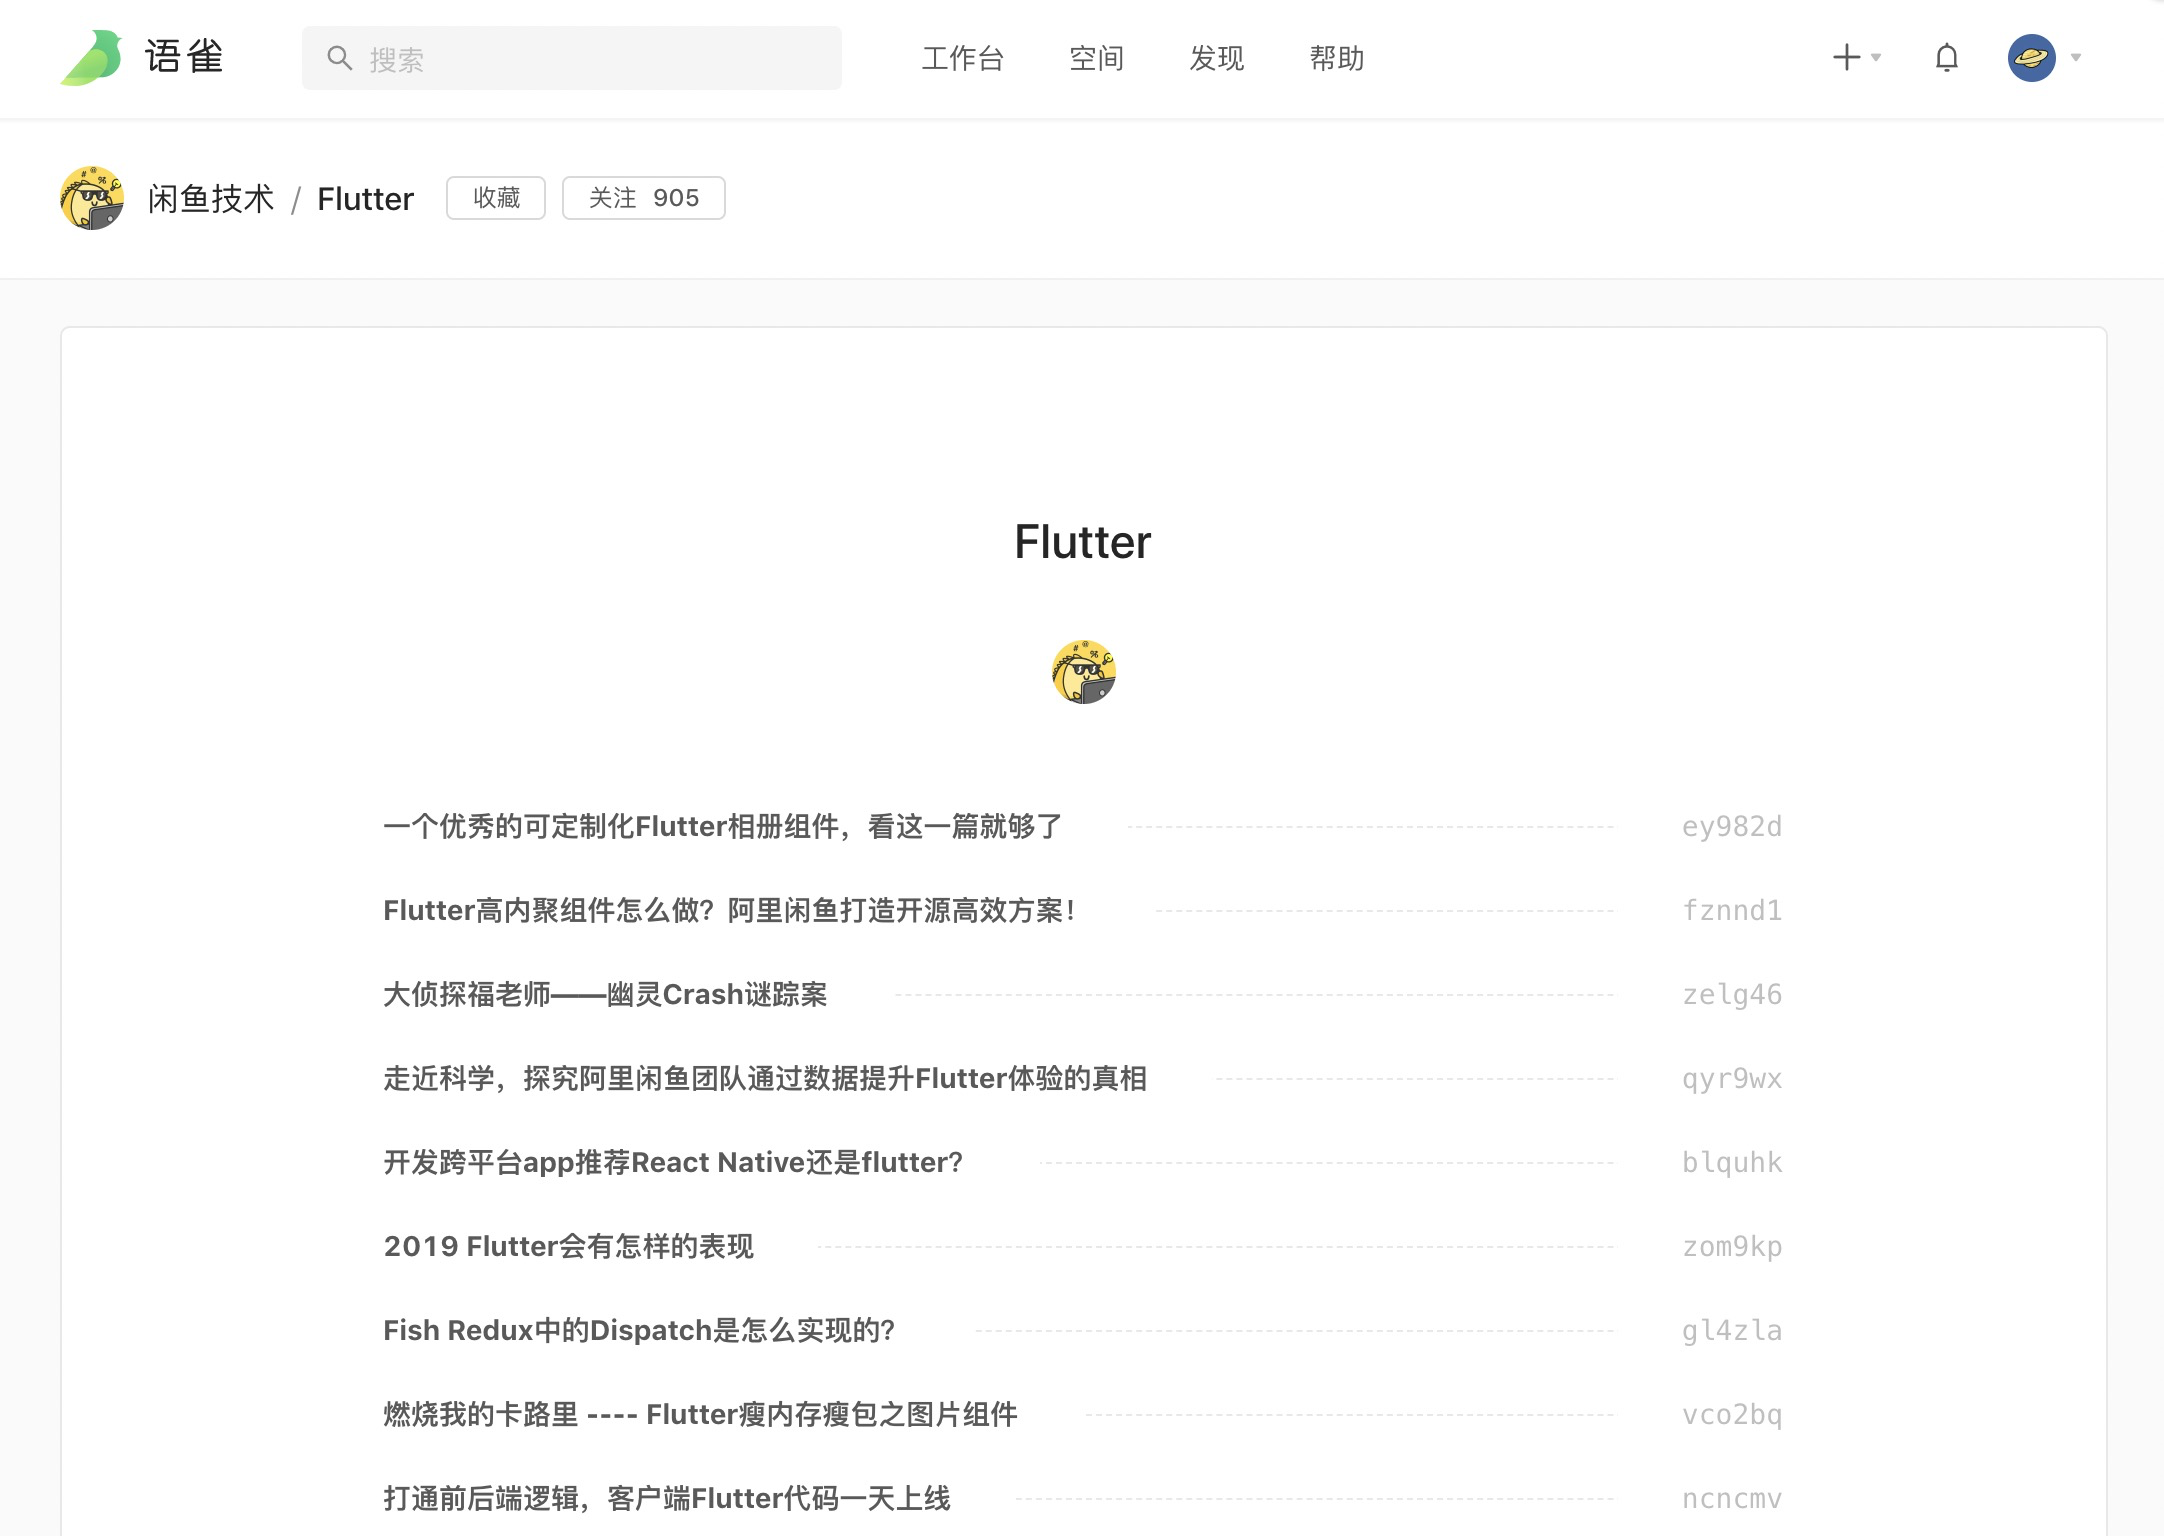 语雀
搜索
工作台 空间 发现 帮助
闲鱼技术 / Flutter 收藏 关注 905
Flutter
一个优秀的可定制化Flutter相册组件，看这一篇就够了 ey982d
Flutter高内聚组件怎么做？阿里闲鱼打造开源高效方案！ fznnd1
大侦探福老师——幽灵Crash谜踪案 zelg46
走近科学，探究阿里闲鱼团队通过数据提升Flutter体验的真相 qyr9wx
开发跨平台app推荐React Native还是flutter? blquhk
2019 Flutter会有怎样的表现 zom9kp
Fish Redux中的Dispatch是怎么实现的? gl4zla
燃烧我的卡路里 ---- Flutter瘦内存瘦包之图片组件 vco2bq
打通前后端逻辑，客户端Flutter代码一天上线 ncncmv